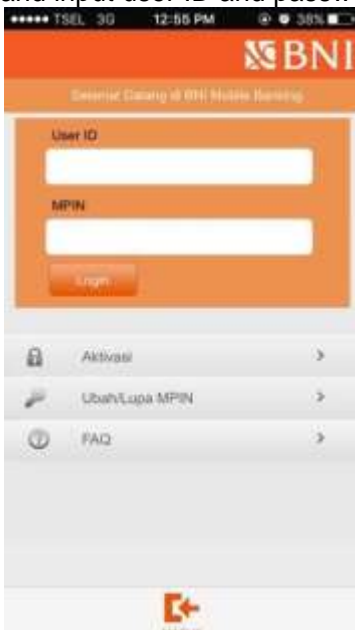 and input user ID and passw
TSEL 3G 12:55 PM 38%
BNI
Selamat Datang di BNI Mobile Banking
User ID
MPIN
Login
Aktivasi
Ubah/Lupa MPIN
FAQ